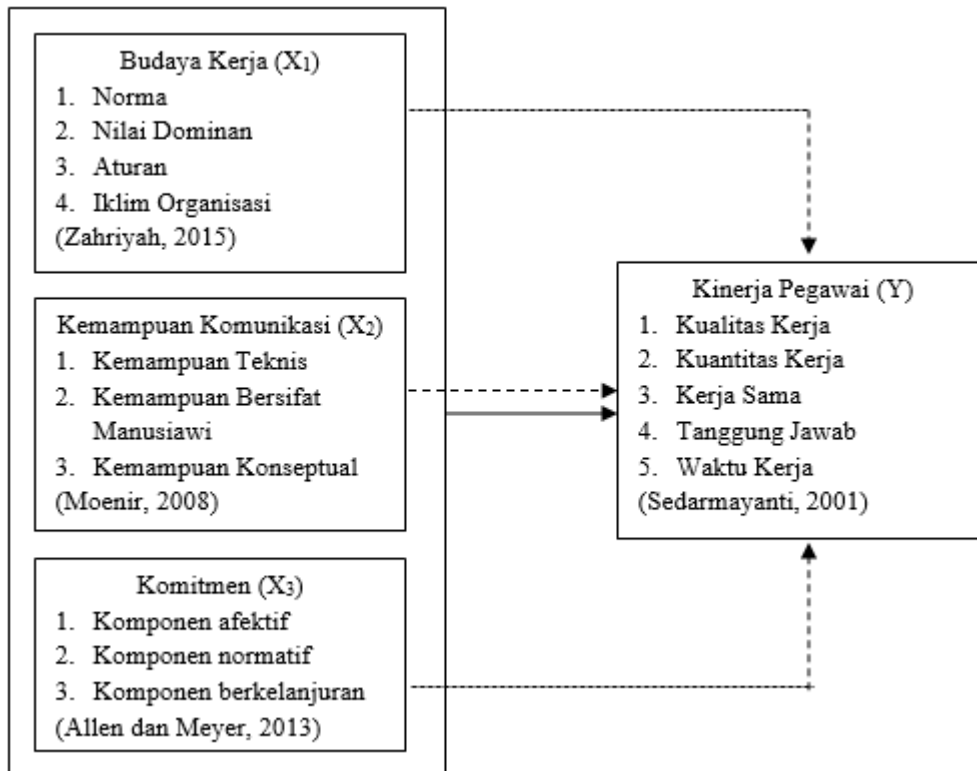 Budaya Kerja (X₁)
1. Norma
2. Nilai Dominan
3. Aturan
4. Iklim Organisasi
(Zahriyah, 2015)
Kemampuan Komunikasi (X₂)
1. Kemampuan Teknis
2. Kemampuan Bersifat
Manusiawi
3. Kemampuan Konseptual
(Moenir, 2008)
Komitmen (X₃)
1. Komponen afektif
2. Komponen normatif
3. Komponen berkelanjuran
(Allen dan Meyer, 2013)
Kinerja Pegawai (Y)
1. Kualitas Kerja
2. Kuantitas Kerja
3. Kerja Sama
4. Tanggung Jawab
5. Waktu Kerja
(Sedarmayanti, 2001)